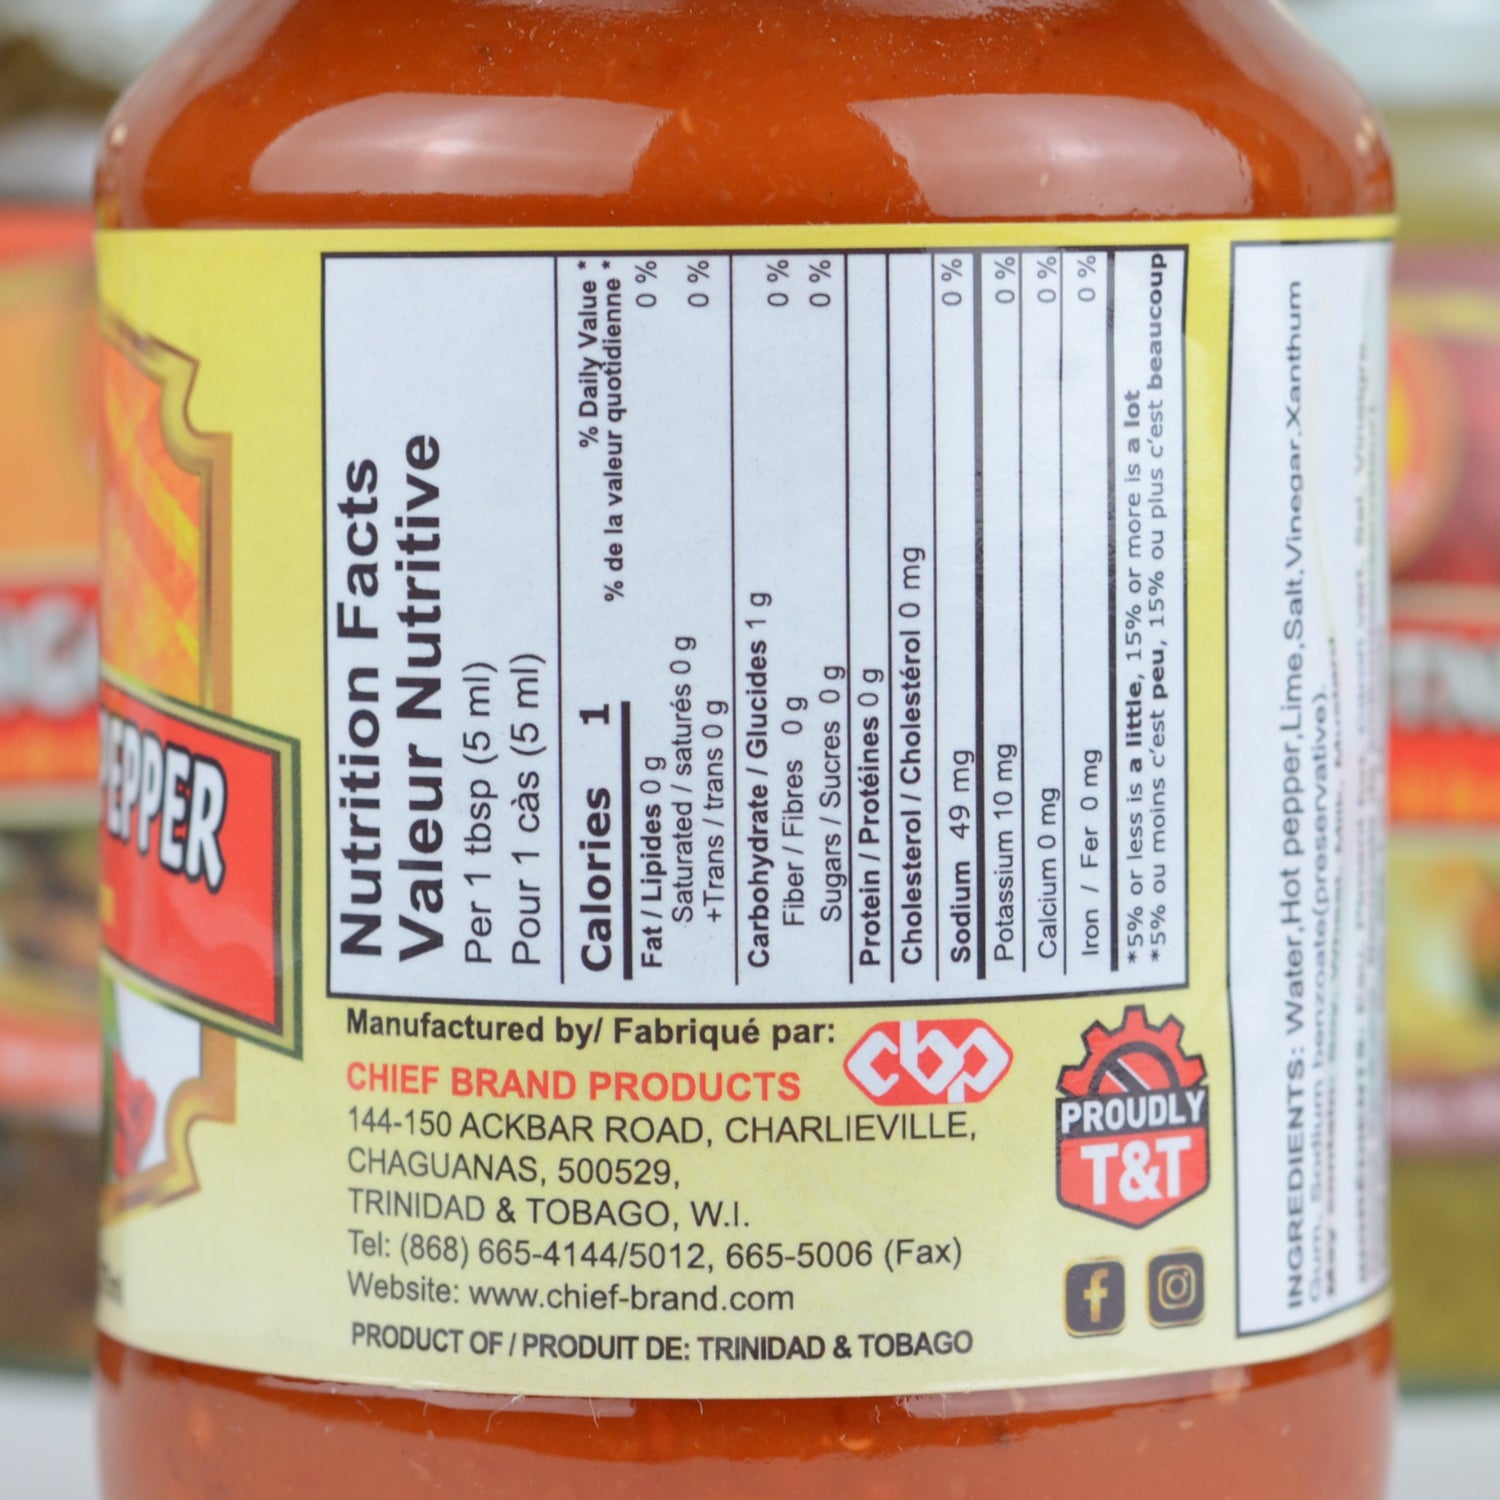 PEPPER
Nutrition Facts
Valeur Nutritive
Per 1 tbsp (5 ml)
Pour 1 càs (5 ml)
% Daily Value *
Calories 1
% de la valeur quotidienne *
Fat / Lipides 0 g 0 %
Saturated / saturés 0 g 0 %
+Trans / trans 0 g
Carbohydrate / Glucides 1 g 0 %
Fiber / Fibres 0 g 0 %
Sugars / Sucres 0 g
Protein / Protéines 0 g
Cholesterol / Cholestérol 0 mg
Sodium 49 mg 0 %
Potassium 10 mg 0 %
Calcium 0 mg 0 %
Iron / Fer 0 mg 0 %
*5% or less is a little, 15% or more is a lot
*5% ou moins c'est peu, 15% ou plus c'est beaucoup
Manufactured by/ Fabriqué par:
cbp
CHIEF BRAND PRODUCTS
144-150 ACKBAR ROAD, CHARLIEVILLE,
CHAGUANAS, 500529,
TRINIDAD & TOBAGO, W.I.
Tel: (868) 665-4144/5012, 665-5006 (Fax)
Website: www.chief-brand.com
PRODUCT OF / PRODUIT DE: TRINIDAD & TOBAGO
PROUDLY
T&T
INGREDIENTS: Water,Hot pepper,Lime,Salt,Vinegar,Xanthum
Gum, Sodium benzoate(preservative).